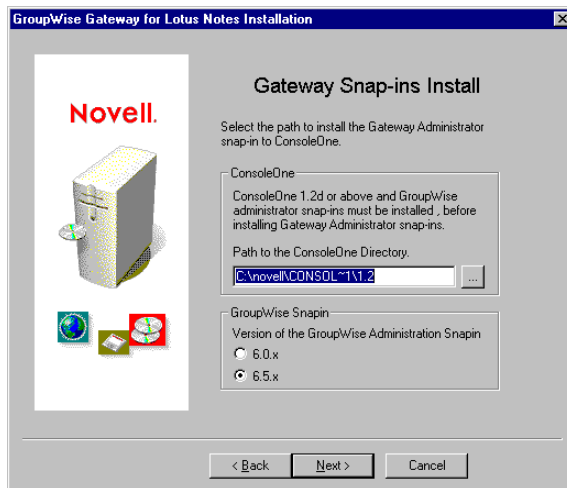 GroupWise Gateway for Lotus Notes Installation
Novell.
Gateway Snap-ins Install
Select the path to install the Gateway Administrator
snap-in to ConsoleOne.
ConsoleOne
ConsoleOne 1.2d or above and GroupWise
administrator snap-ins must be installed , before
installing Gateway Administrator snap-ins.
Path to the ConsoleOne Directory.
C:\novell\CONSOL~1\1.2
...
GroupWise Snapin
Version of the GroupWise Administration Snapin
6.0.x
6.5.x
< Back Next > Cancel